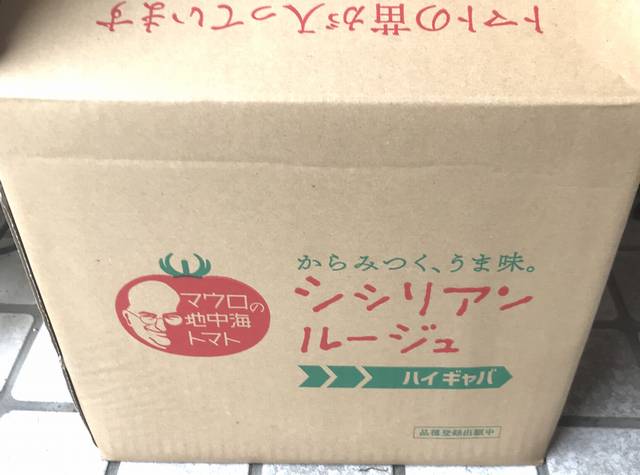 トマトの苗が入っています
マウロの
地中海
トマト
からみつく、うま味。
シシリアン
ルージュ
ハイギャバ
品種登録出願中